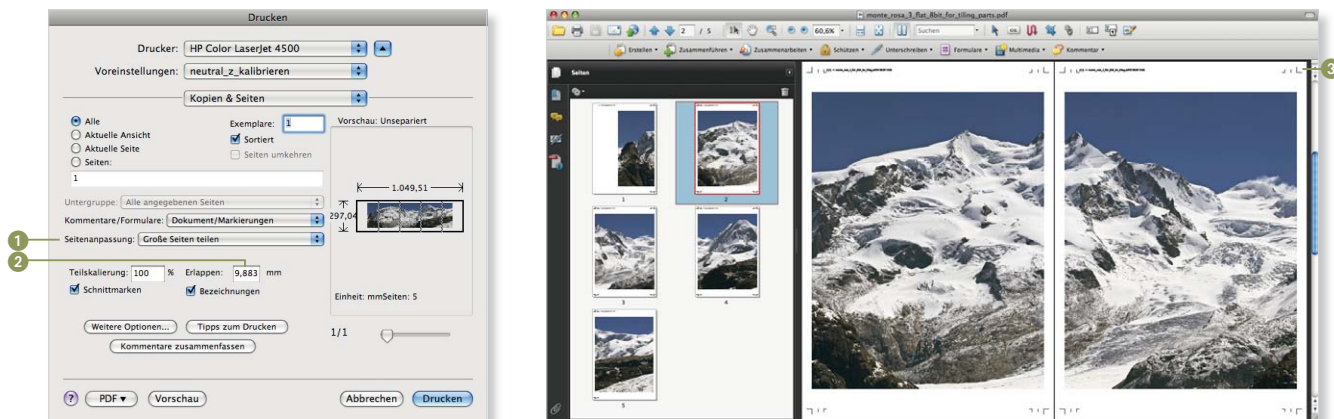 Drucken
Drucker: HP Color LaserJet 4500
Voreinstellungen: neutral_z_kalibrieren
Kopien & Seiten
Alle
Aktuelle Ansicht
Aktuelle Seite
Seiten:
Exemplare: 1
Sortiert
Seiten umkehren
1
Untergruppe: Alle angegebenen Seiten
Kommentare/Formulare: Dokument/Markierungen
1 Seitenanpassung: Große Seiten teilen
2
Teilskalierung: 100 % Erlappen: 9,883 mm
Schnittmarken Bezeichnungen
Weitere Optionen... Tipps zum Drucken
Kommentare zusammenfassen
Vorschau: Unsepariert
1.049,51
297,04
Einheit: mmSeiten: 5
1/1
? PDF Vorschau Abbrechen Drucken
monte_rosa_3_flat_8bit_for_tiling_parts.pdf
2 / 5 60,6% Suchen
Erstellen Zusammenführen Zusammenarbeiten Schützen Unterschreiben Formulare Multimedia Kommentar
Seiten
3
1 2
3 4
5